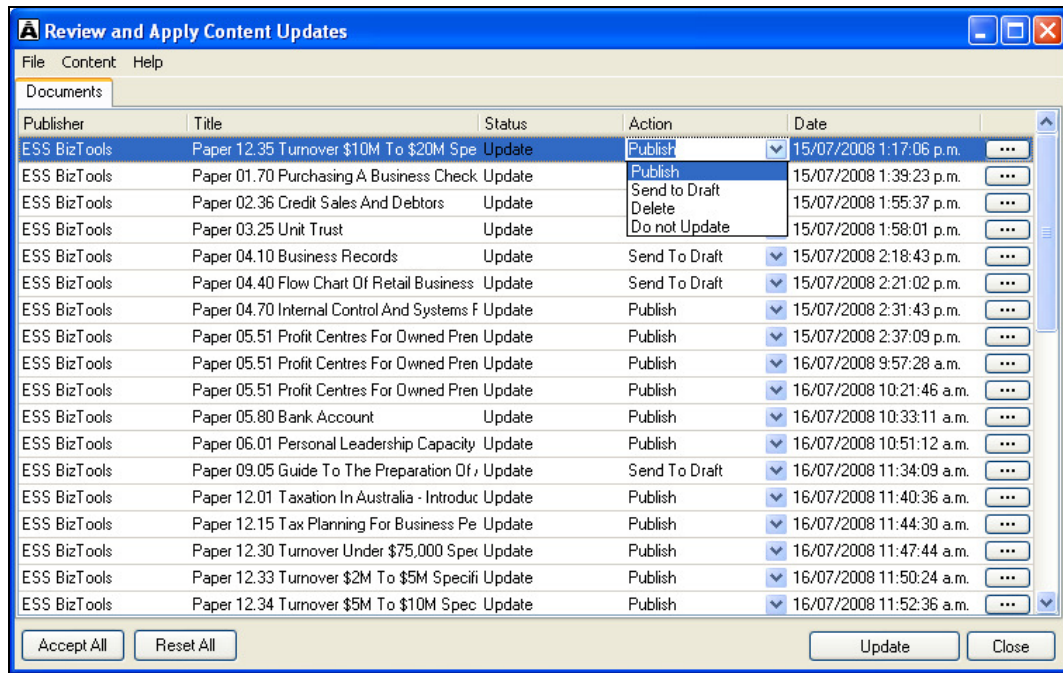 Review and Apply Content Updates
File Content Help
Documents
Publisher Title Status Action Date
ESS BizTools Paper 12.35 Turnover $10M To $20M Spe Update Publish 15/07/2008 1:17:06 p.m. ...
ESS BizTools Paper 01.70 Purchasing A Business Check Update Publish 15/07/2008 1:39:23 p.m. ...
Send to Draft
ESS BizTools Paper 02.36 Credit Sales And Debtors Update Delete 15/07/2008 1:55:37 p.m. ...
ESS BizTools Paper 03.25 Unit Trust Update Do not Update 15/07/2008 1:58:01 p.m. ...
ESS BizTools Paper 04.10 Business Records Update Send To Draft 15/07/2008 2:18:43 p.m. ...
ESS BizTools Paper 04.40 Flow Chart Of Retail Business Update Send To Draft 15/07/2008 2:21:02 p.m. ...
ESS BizTools Paper 04.70 Internal Control And Systems F Update Publish 15/07/2008 2:31:43 p.m. ...
ESS BizTools Paper 05.51 Profit Centres For Owned Pren Update Publish 15/07/2008 2:37:09 p.m. ...
ESS BizTools Paper 05.51 Profit Centres For Owned Pren Update Publish 16/07/2008 9:57:28 a.m. ...
ESS BizTools Paper 05.51 Profit Centres For Owned Pren Update Publish 16/07/2008 10:21:46 a.m. ...
ESS BizTools Paper 05.80 Bank Account Update Publish 16/07/2008 10:33:11 a.m. ...
ESS BizTools Paper 06.01 Personal Leadership Capacity Update Publish 16/07/2008 10:51:12 a.m. ...
ESS BizTools Paper 09.05 Guide To The Preparation Of Update Send To Draft 16/07/2008 11:34:09 a.m. ...
ESS BizTools Paper 12.01 Taxation In Australia - Introduc Update Publish 16/07/2008 11:40:36 a.m. ...
ESS BizTools Paper 12.15 Tax Planning For Business Pe Update Publish 16/07/2008 11:44:30 a.m. ...
ESS BizTools Paper 12.30 Turnover Under $75,000 Spec Update Publish 16/07/2008 11:47:44 a.m. ...
ESS BizTools Paper 12.33 Turnover $2M To $5M Specifi Update Publish 16/07/2008 11:50:24 a.m. ...
ESS BizTools Paper 12.34 Turnover $5M To $10M Spec Update Publish 16/07/2008 11:52:36 a.m. ...
Accept All Reset All Update Close